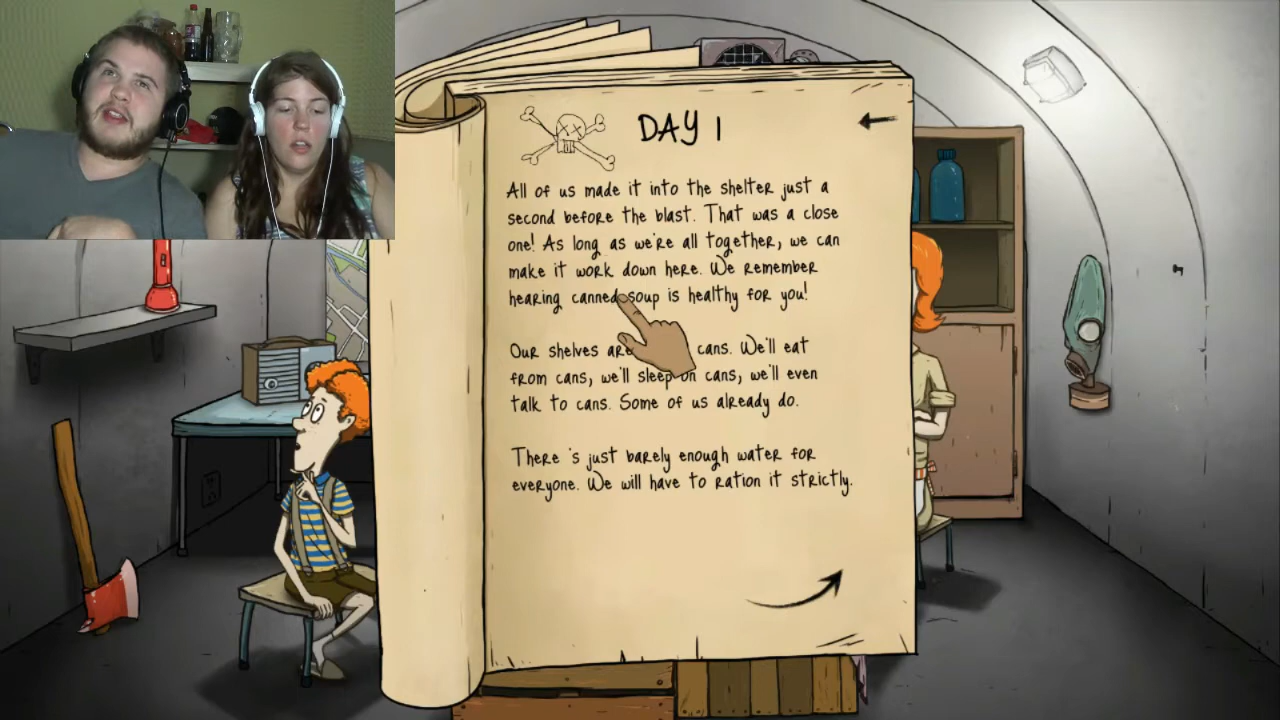 DAY 1
All of us made it into the shelter just a
second before the blast. That was a close
one! As long as we're all together, we can
make it work down here. We remember
hearing canned soup is healthy for you!
Our shelves are cans. We'll eat
from cans, we'll sleep on cans, we'll even
talk to cans. Some of us already do.
There 's just barely enough water for
everyone. We will have to ration it strictly.